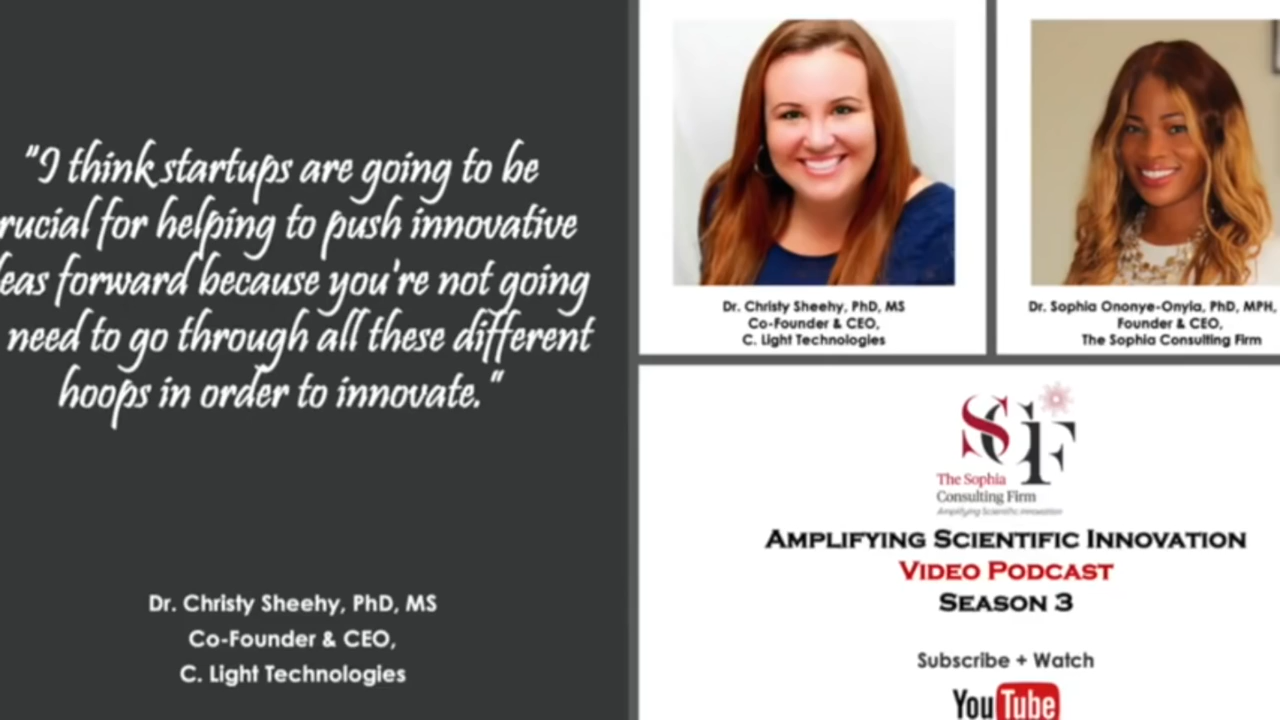 "I think startups are going to be
rucial for helping to push innovative
eas forward because you're not going
need to go through all these different
hoops in order to innovate."
Dr. Christy Sheehy, PhD, MS
Co-Founder & CEO,
C. Light Technologies
Dr. Christy Sheehy, PhD, MS
Co-Founder & CEO,
C. Light Technologies
Dr. Sophia Ononye-Onyia, PhD, MPH,
Founder & CEO,
The Sophia Consulting Firm
SCF
The Sophia
Consulting Firm
Amplifying Scientific Innovation
AMPLIFYING SCIENTIFIC INNOVATION
VIDEO PODCAST
SEASON 3
Subscribe + Watch
YouTube